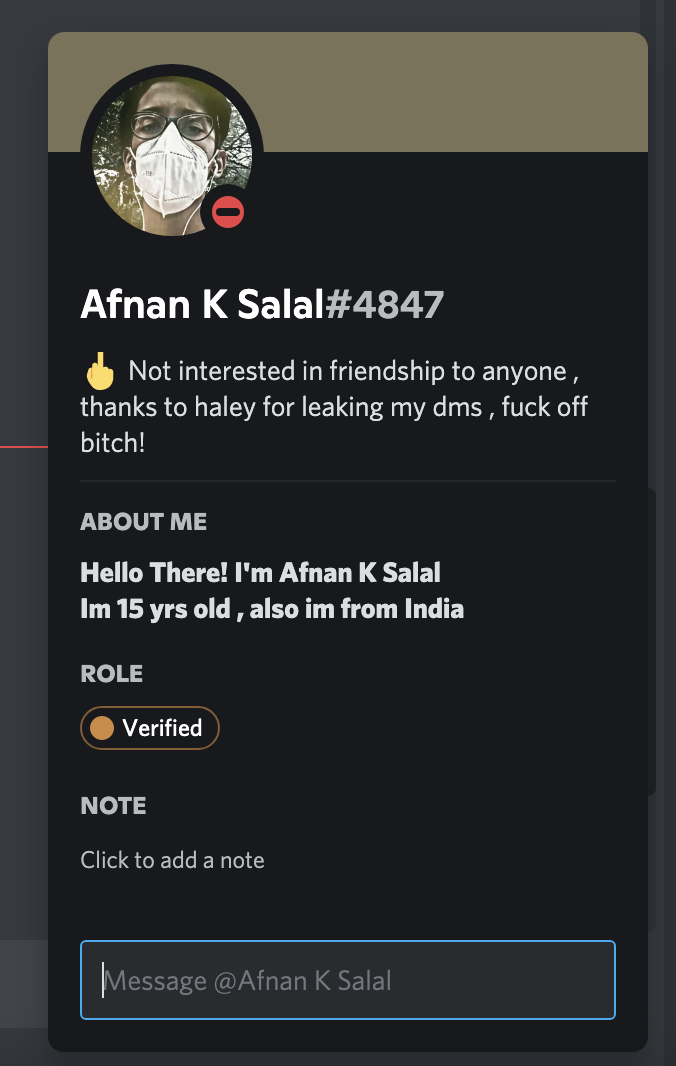 Afnan K Salal#4847
🖕 Not interested in friendship to anyone ,
thanks to haley for leaking my dms , fuck off
bitch!
ABOUT ME
Hello There! I'm Afnan K Salal
Im 15 yrs old , also im from India
ROLE
Verified
NOTE
Click to add a note
Message @Afnan K Salal